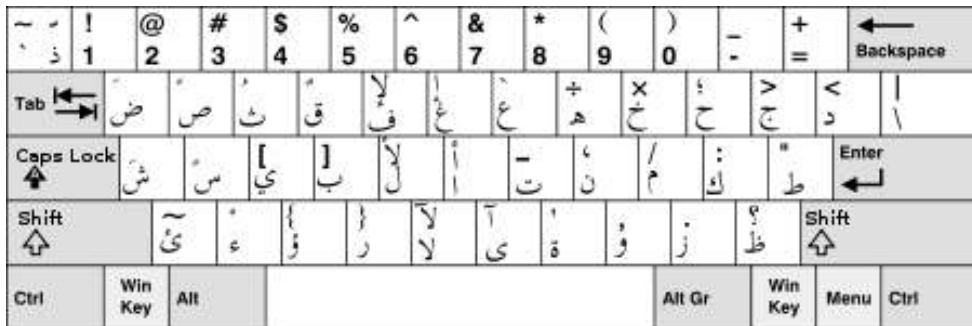 ~ ّ ! @ # $ % ^ & * ( ) _ + Backspace
` ذ 1 2 3 4 5 6 7 8 9 0 - =
Tab َ ً ُ ٌ لإ إ ` ÷ × ؛ > < |
ض ص ث ق ف غ ع ه خ ح ج د \
Caps Lock ِ ٍ [ ] لأ أ ـ ، / : " Enter
ش س ي ب ل ا ت ن م ك ط
Shift ~ ْ { } لآ آ ' , . ؟ Shift
ئ ء ؤ ر لا ى ة و ز ظ
Ctrl Win Key Alt Alt Gr Win Key Menu Ctrl